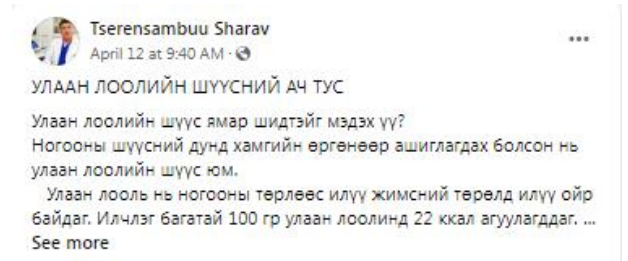 Tserensambuu Sharav
April 12 at 9:40 AM ·
УЛААН ЛООЛИЙН ШҮҮСНИЙ АЧ ТУС
Улаан лоолийн шүүс ямар шидтэйг мэдэх үү?
Ногооны шүүсний дунд хамгийн өргөнөөр ашиглагдах болсон нь
улаан лоолийн шүүс юм.
Улаан лооль нь ногооны төрлөөс илүү жимсний төрөлд илүү ойр
байдаг. Илчлэг багатай 100 гр улаан лоолинд 22 ккал агуулагддаг. ...
See more